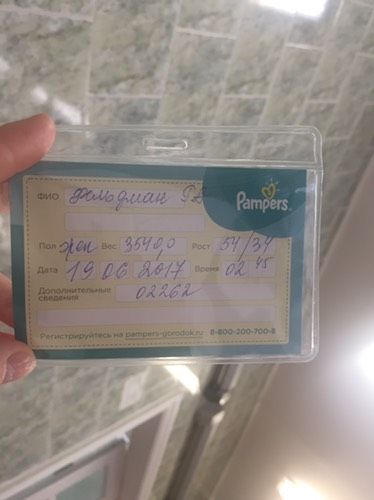 ФИО Фельдман
Pampers
Пол жен Вес 3540,0 Рост 54/34
Дата 19 06 2017 Время 02 45
Дополнительные
сведения 02262
Регистрируйтесь на pampers-gorodok.ru 8-800-200-700-8